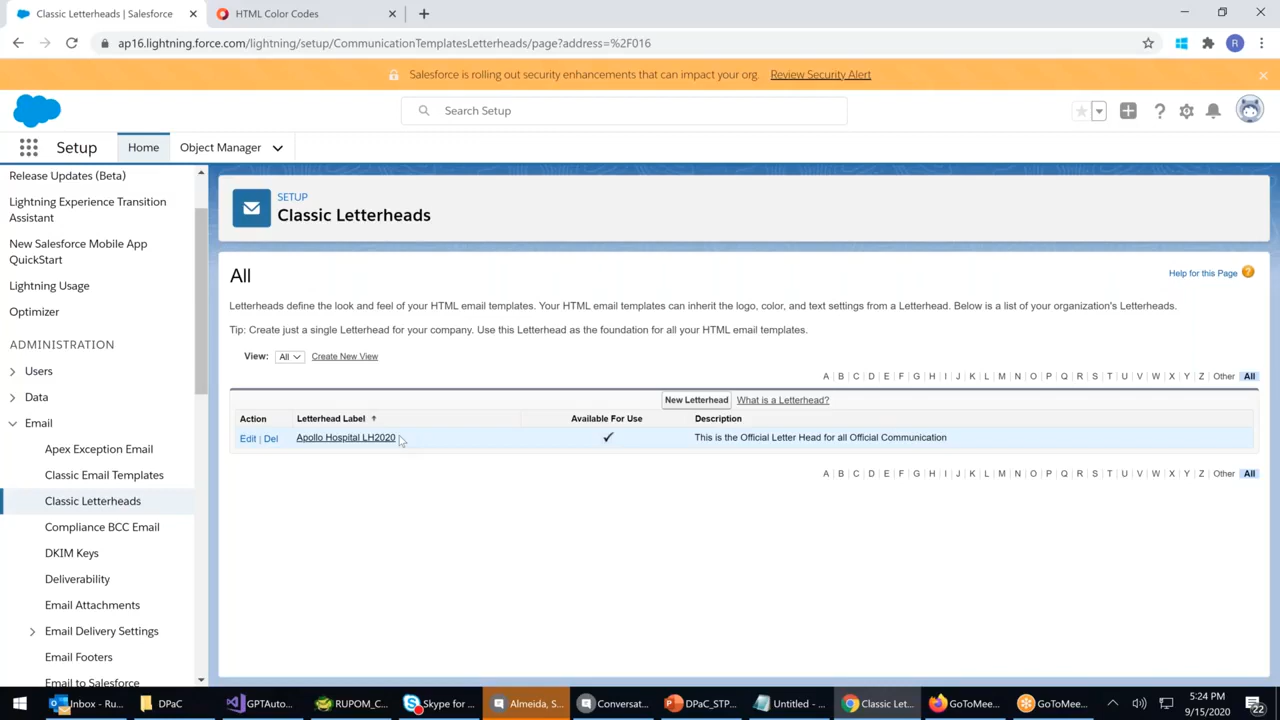 Classic Letterheads | Salesforce
HTML Color Codes
ap16.lightning.force.com/lightning/setup/CommunicationTemplatesLetterheads/page?address=%2F016
R
Salesforce is rolling out security enhancements that can impact your org. Review Security Alert
Search Setup
Setup Home Object Manager
Release Updates (Beta)
Lightning Experience Transition
Assistant
New Salesforce Mobile App
QuickStart
Lightning Usage
Optimizer
ADMINISTRATION
Users
Data
Email
Apex Exception Email
Classic Email Templates
Classic Letterheads
Compliance BCC Email
DKIM Keys
Deliverability
Email Attachments
Email Delivery Settings
Email Footers
Email to Salesforce
SETUP
Classic Letterheads
All
Help for this Page ?
Letterheads define the look and feel of your HTML email templates. Your HTML email templates can inherit the logo, color, and text settings from a Letterhead. Below is a list of your organization's Letterheads.
Tip: Create just a single Letterhead for your company. Use this Letterhead as the foundation for all your HTML email templates.
View: All Create New View
A | B | C | D | E | F | G | H | I | J | K | L | M | N | O | P | Q | R | S | T | U | V | W | X | Y | Z | Other All
New Letterhead What is a Letterhead?
Action Letterhead Label Available For Use Description
Edit | Del Apollo Hospital LH2020 ✓ This is the Official Letter Head for all Official Communication
A | B | C | D | E | F | G | H | I | J | K | L | M | N | O | P | Q | R | S | T | U | V | W | X | Y | Z | Other All
Inbox - Ru...
DPaC
GPTAuto...
RUPOM_C...
Skype for ...
Almeida, S...
Conversat...
DPaC_STP...
Untitled - ...
Classic Let...
GoToMee...
GoToMee...
5:24 PM
9/15/2020
22